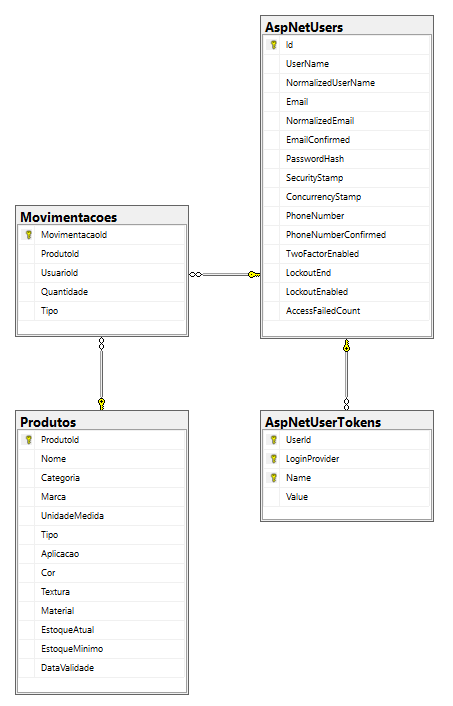 AspNetUsers
Id
UserName
NormalizedUserName
Email
NormalizedEmail
EmailConfirmed
PasswordHash
SecurityStamp
ConcurrencyStamp
PhoneNumber
PhoneNumberConfirmed
TwoFactorEnabled
LockoutEnd
LockoutEnabled
AccessFailedCount
Movimentacoes
MovimentacaoId
ProdutoId
UsuarioId
Quantidade
Tipo
Produtos
ProdutoId
Nome
Categoria
Marca
UnidadeMedida
Tipo
Aplicacao
Cor
Textura
Material
EstoqueAtual
EstoqueMinimo
DataValidade
AspNetUserTokens
UserId
LoginProvider
Name
Value